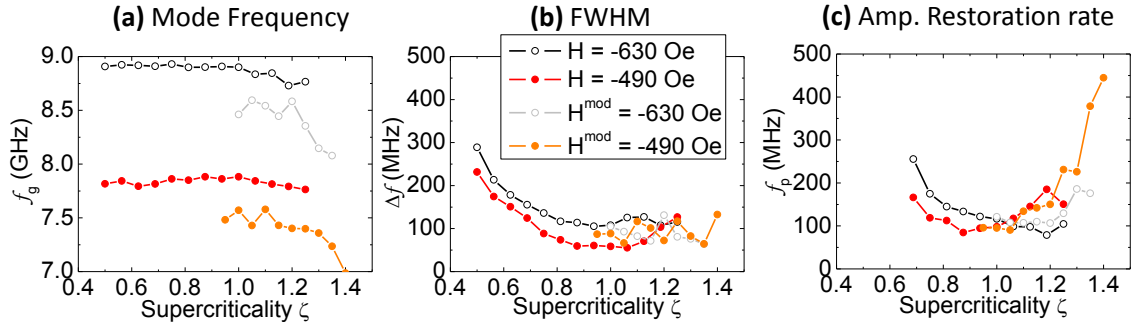 (a) Mode Frequency
(b) FWHM
(c) Amp. Restoration rate
9.0
8.5
8.0
7.5
7.0
f_g (GHz)
0.4 0.6 0.8 1.0 1.2 1.4
Supercriticality ζ
500
400
300
200
100
0
Δf (MHz)
H = -630 Oe
H = -490 Oe
H^mod = -630 Oe
H^mod = -490 Oe
0.4 0.6 0.8 1.0 1.2 1.4
Supercriticality ζ
500
400
300
200
100
0
f_p (MHz)
0.4 0.6 0.8 1.0 1.2 1.4
Supercriticality ζ